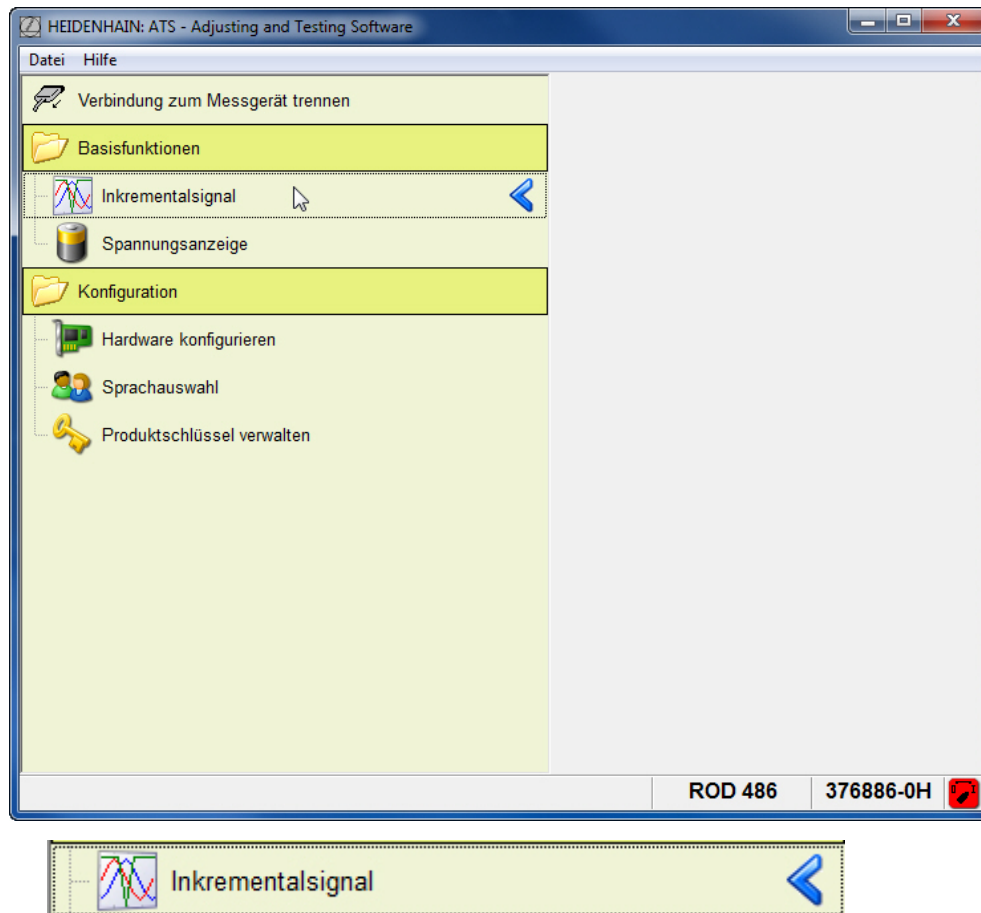 HEIDENHAIN: ATS - Adjusting and Testing Software
Datei Hilfe
Verbindung zum Messgerät trennen
Basisfunktionen
Inkrementalsignal
Spannungsanzeige
Konfiguration
Hardware konfigurieren
Sprachauswahl
Produktschlüssel verwalten
ROD 486 376886-0H
Inkrementalsignal